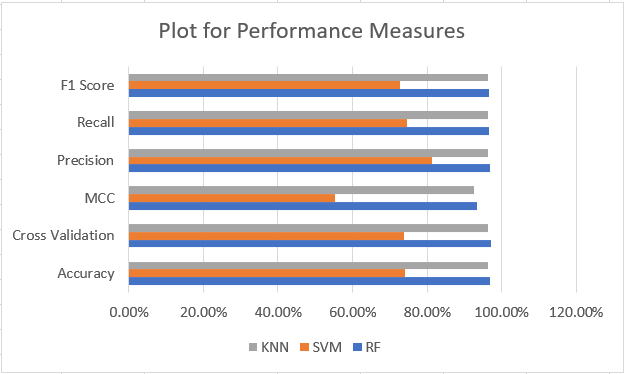 Plot for Performance Measures
F1 Score
Recall
Precision
MCC
Cross Validation
Accuracy
0.00% 20.00% 40.00% 60.00% 80.00% 100.00% 120.00%
KNN SVM RF